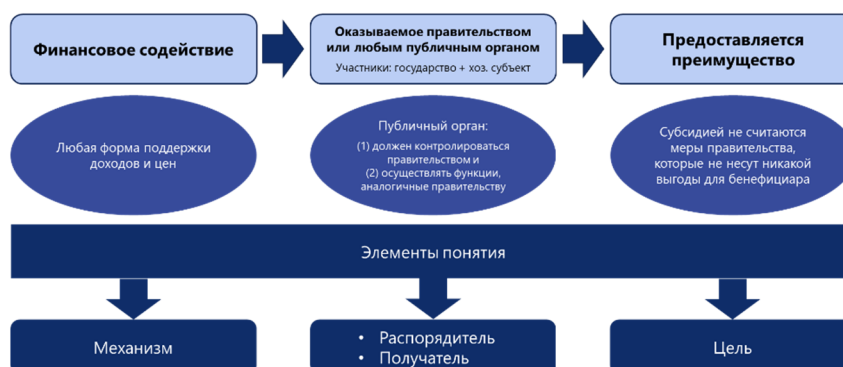 Финансовое содействие
Оказываемое правительством
или любым публичным органом
Участники: государство + хоз. субъект
Предоставляется
преимущество
Любая форма поддержки
доходов и цен
Публичный орган:
(1) должен контролироваться
правительством и
(2) осуществлять функции,
аналогичные правительству
Субсидией не считаются
меры правительства,
которые не несут никакой
выгоды для бенефициара
Элементы понятия
Механизм
• Распорядитель
• Получатель
Цель